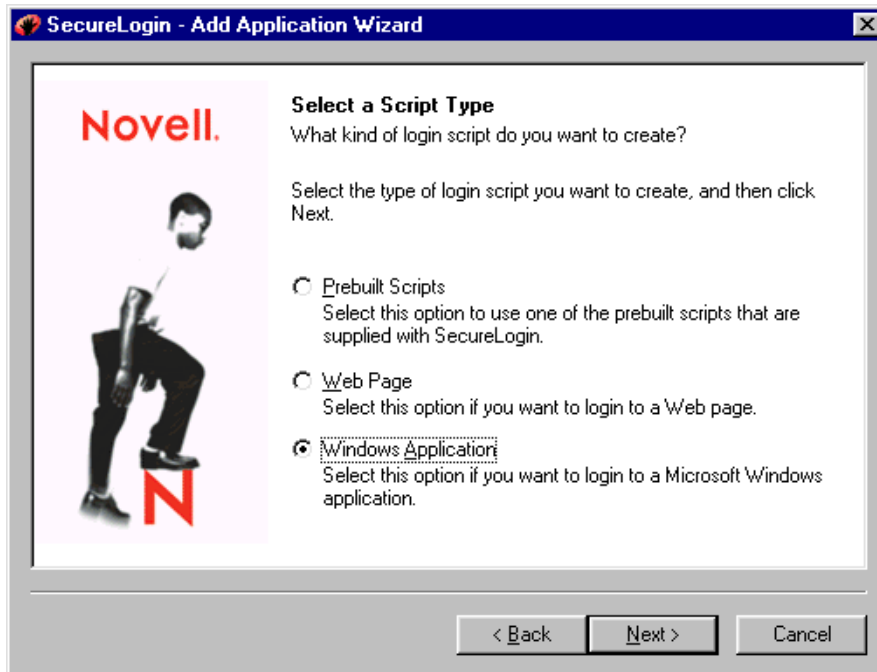 SecureLogin - Add Application Wizard
Novell.
Select a Script Type
What kind of login script do you want to create?
Select the type of login script you want to create, and then click
Next.
Prebuilt Scripts
Select this option to use one of the prebuilt scripts that are
supplied with SecureLogin.
Web Page
Select this option if you want to login to a Web page.
Windows Application
Select this option if you want to login to a Microsoft Windows
application.
N
< Back
Next >
Cancel